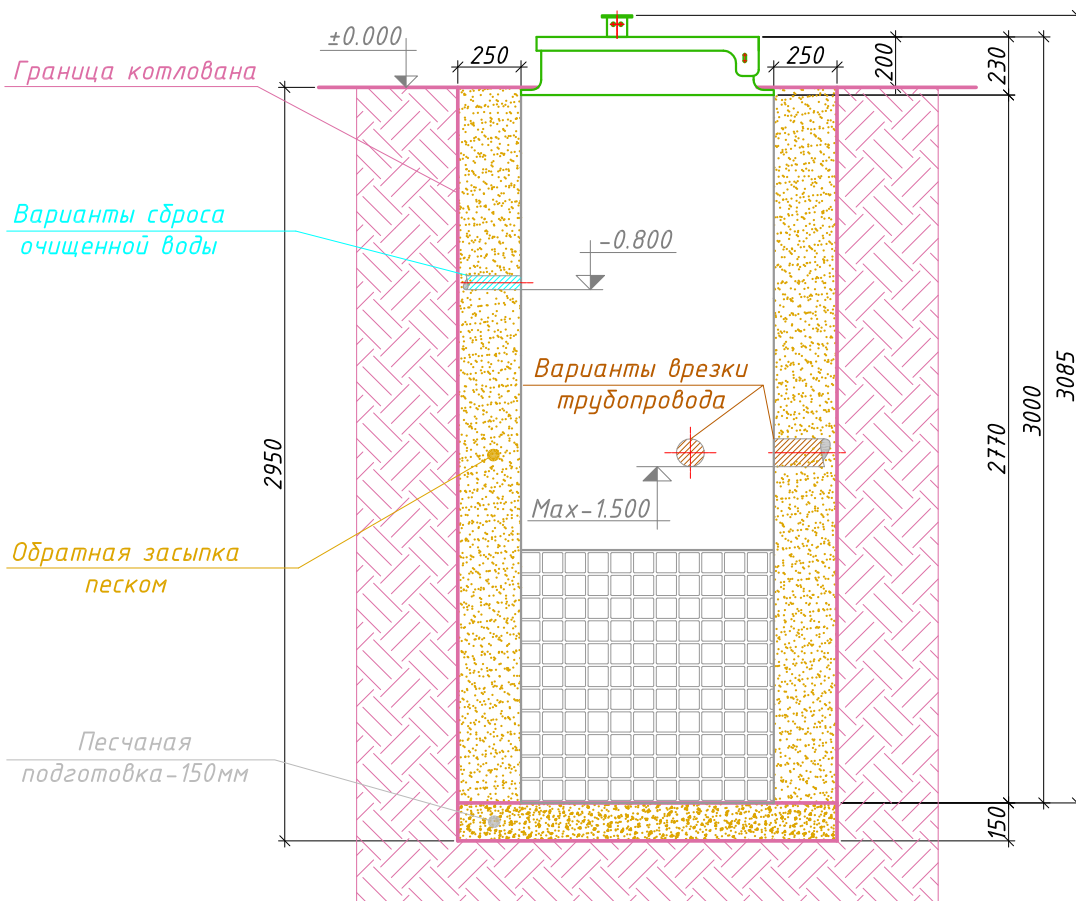 ±0.000
250
250
200
230
Граница котлована
Варианты сброса
очищенной воды
-0.800
Варианты врезки
трубопровода
3085
3000
2770
2950
Max-1.500
Обратная засыпка
песком
Песчаная
подготовка-150мм
150